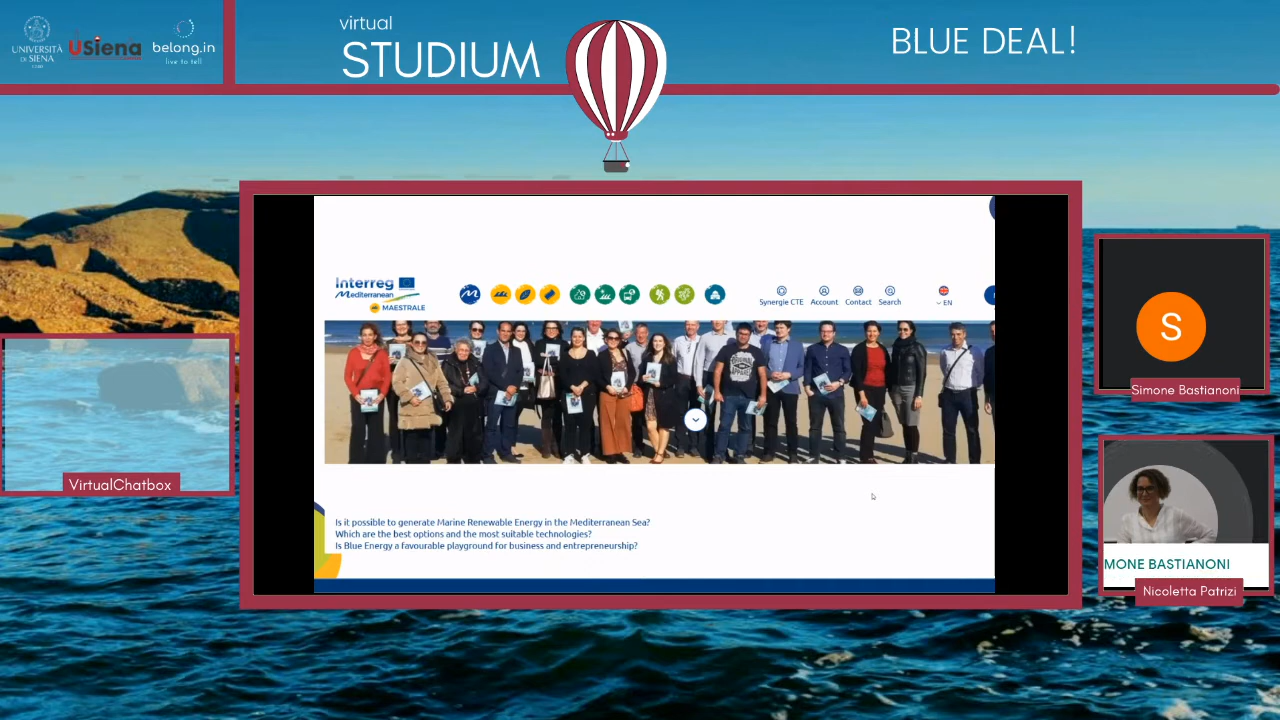 UNIVERSITÀ
DI SIENA
1240
USiena
belong.in
live to tell
virtual
STUDIUM
BLUE DEAL!
Interreg
Mediterranean
MAESTRALE
Synergie CTE
Account
Contact
Search
EN
Is it possible to generate Marine Renewable Energy in the Mediterranean Sea?
Which are the best options and the most suitable technologies?
Is Blue Energy a favourable playground for business and entrepreneurship?
VirtualChatbox
S
Simone Bastianoni
MONE BASTIANONI
Nicoletta Patrizi